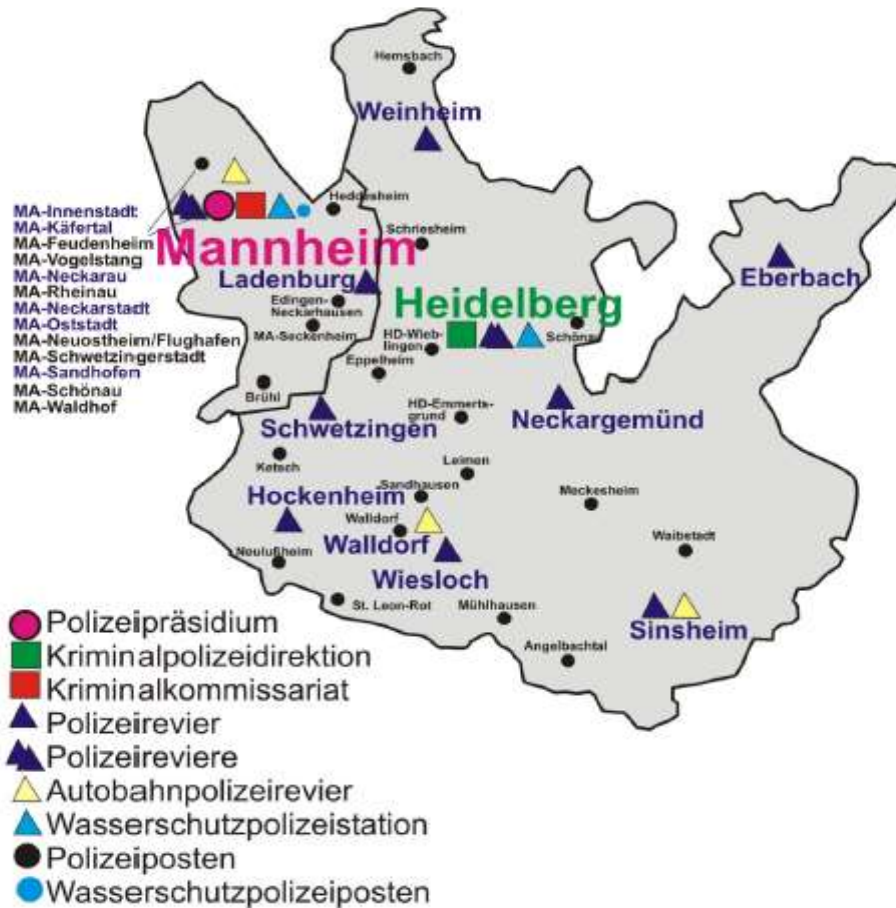 Hemsbach
Weinheim
Heddesheim
MA-Innenstadt
MA-Käfertal
MA-Feudenheim
MA-Vogelstang
MA-Neckarau
MA-Rheinau
MA-Neckarstadt
MA-Oststadt
MA-Neuostheim/Flughafen
MA-Schwetzingerstadt
MA-Sandhofen
MA-Schönau
MA-Waldhof
Mannheim
Schriesheim
Ladenburg
Eberbach
Edingen-
Neckarhausen
MA-Seckenheim
Heidelberg
HD-Wieb-
lingen
Schönau
Eppelheim
Brühl
Schwetzingen
HD-Emmerts-
grund
Neckargemünd
Ketsch
Leimen
Sandhausen
Meckesheim
Hockenheim
Walldorf
Walldorf
Waibstadt
Neulußheim
Wiesloch
St. Leon-Rot
Mühlhausen
Sinsheim
Angelbachtal
Polizeipräsidium
Kriminalpolizeidirektion
Kriminalkommissariat
Polizeirevier
Polizeireviere
Autobahnpolizeirevier
Wasserschutzpolizeistation
Polizeiposten
Wasserschutzpolizeiposten